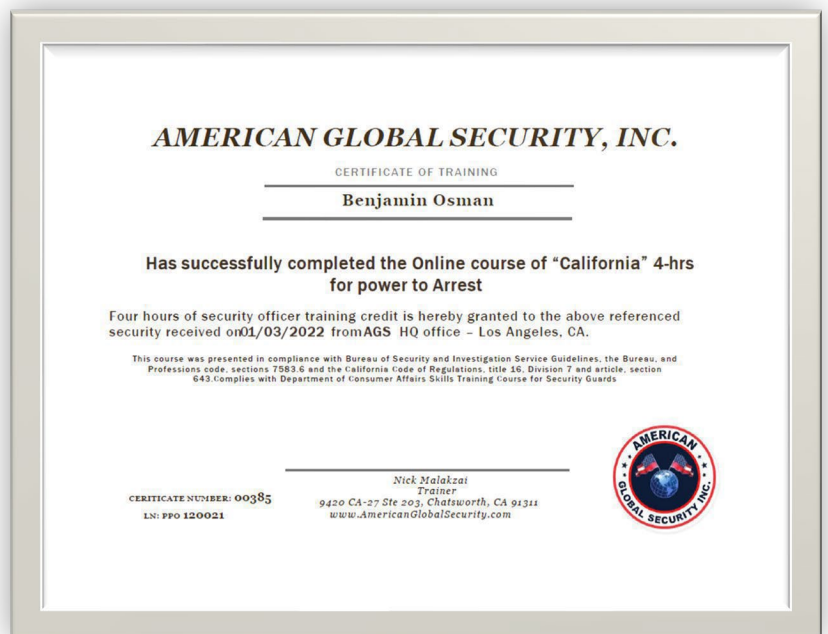 AMERICAN GLOBAL SECURITY, INC.
CERTIFICATE OF TRAINING
Benjamin Osman
Has successfully completed the Online course of "California" 4-hrs
for power to Arrest
Four hours of security officer training credit is hereby granted to the above referenced
security received on01/03/2022 from AGS HQ office – Los Angeles, CA.
This course was presented in compliance with Bureau of Security and Investigation Service Guidelines, the Bureau, and
Professions code, sections 7583.6 and the California Code of Regulations, title 16, Division 7 and article, section
643.Complies with Department of Consumer Affairs Skills Training Course for Security Guards
Nick Malakzai
Trainer
9420 CA-27 Ste 203, Chatsworth, CA 91311
www.AmericanGlobalSecurity.com
CERITICATE NUMBER: 00385
LN: PPO 120021
AMERICAN
GLOBAL SECURITY INC.